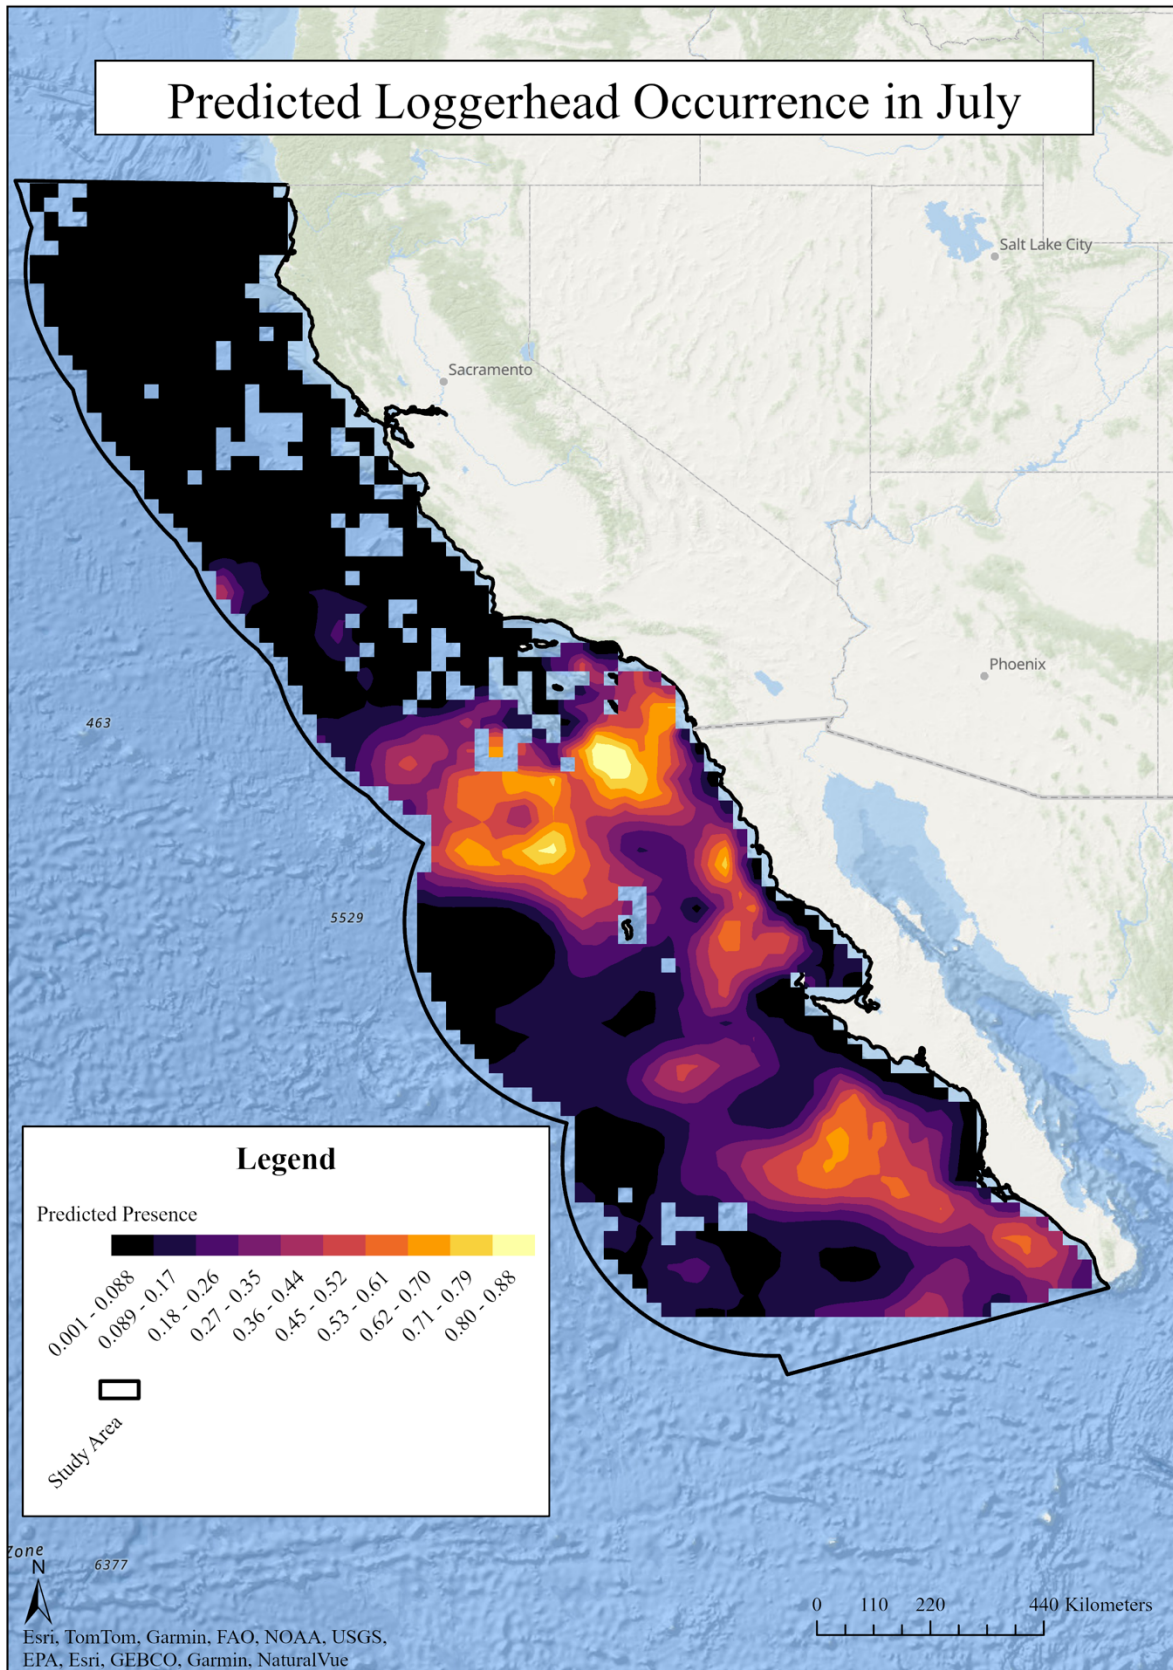 Predicted Loggerhead Occurrence in July
Salt Lake City
Sacramento
Phoenix
463
5529
Legend
Predicted Presence
0.001 - 0.088
0.089 - 0.17
0.18 - 0.26
0.27 - 0.35
0.36 - 0.44
0.45 - 0.52
0.53 - 0.61
0.62 - 0.70
0.71 - 0.79
0.80 - 0.88
Study Area
zone
6377
N
0 110 220 440 Kilometers
Esri, TomTom, Garmin, FAO, NOAA, USGS,
EPA, Esri, GEBCO, Garmin, NaturalVue